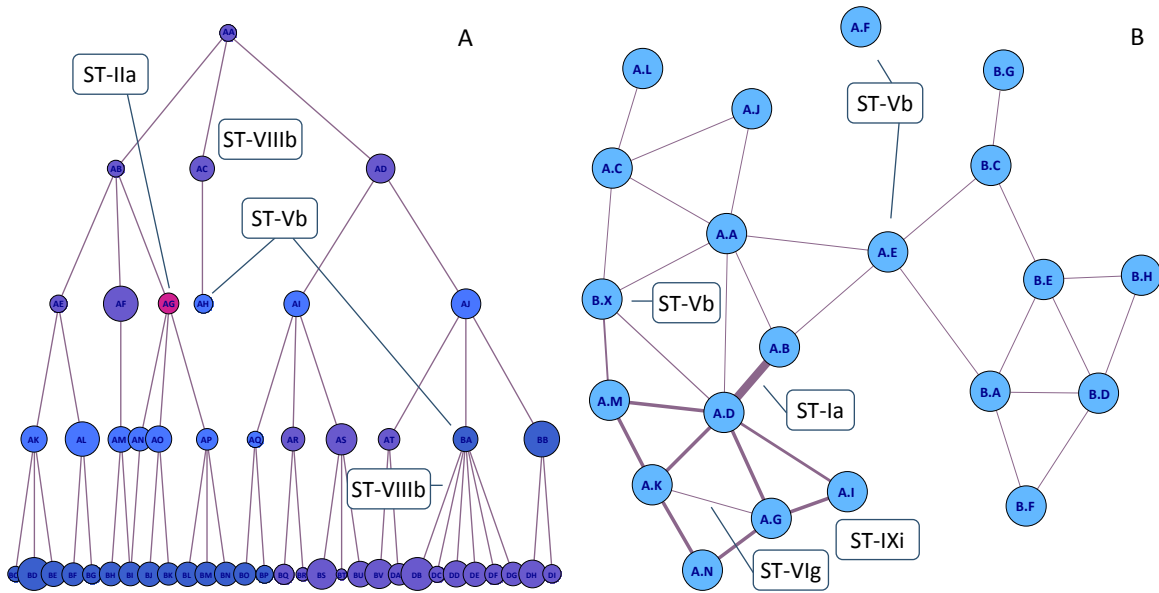 A
B
AA
ST-IIa
ST-VIIIb
AB
AC
AD
ST-Vb
AE
AF
AG
AH
AI
AJ
AK
AL
AM
AN
AO
AP
AQ
AR
AS
AT
BA
BB
ST-VIIIb
BC
BD
BE
BF
BG
BH
BI
BJ
BK
BL
BM
BN
BO
BP
BQ
BR
BS
BT
BU
BV
DA
DB
DC
DD
DE
DF
DG
DH
DI
A.F
A.L
B.G
ST-Vb
A.J
A.C
B.C
A.A
A.E
B.X
ST-Vb
B.E
B.H
A.B
A.M
A.D
ST-Ia
B.A
B.D
A.K
A.I
A.G
B.F
ST-IXi
A.N
ST-VIg